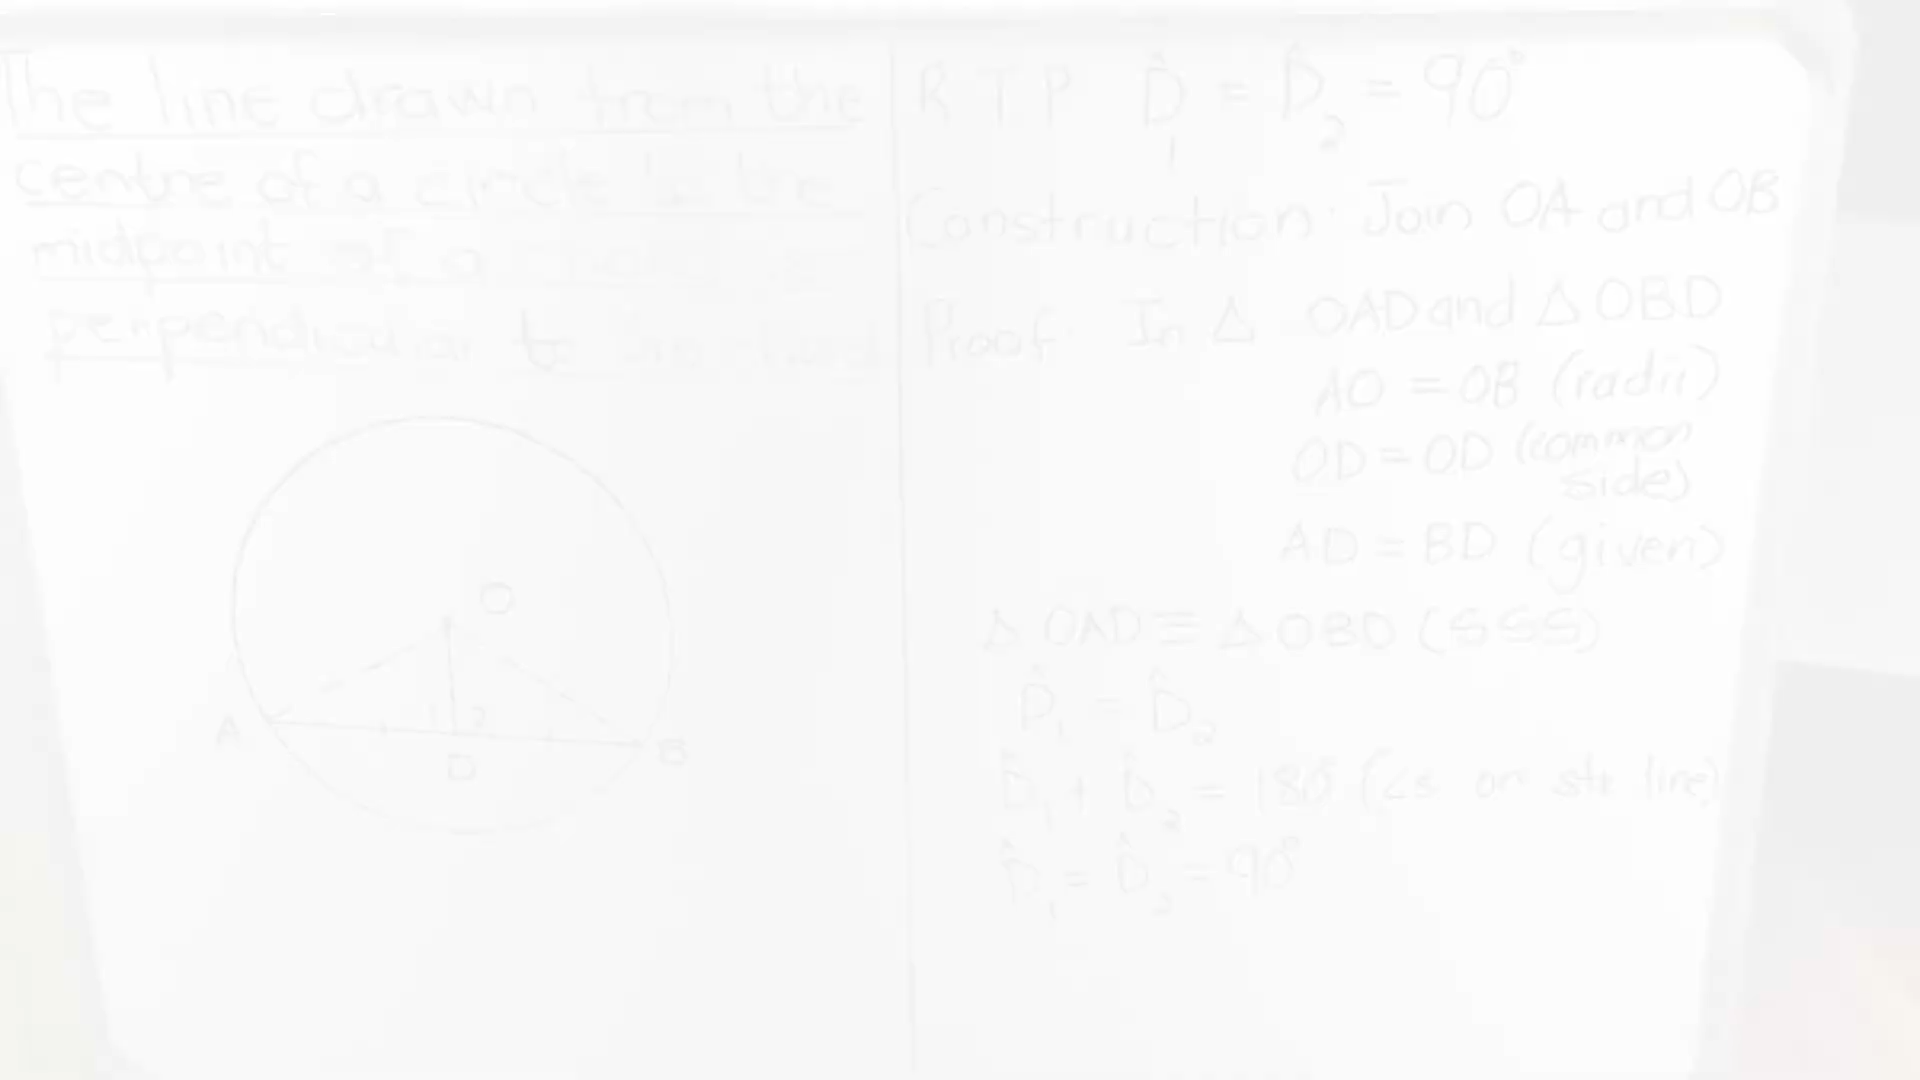 The line drawn from the
centre of a circle to the
midpoint of a
perpendicular to
O
A
1 2
D
B
R T P D̂₁ = D̂₂ = 90°
Construction: Join OA and OB
Proof: In △ OAD and △ OBD
AO = OB (radii)
OD = OD (common
side)
AD = BD (given)
△ OAD ≡ △ OBD (SSS)
D̂₁ = D̂₂
D̂₁ + D̂₂ = 180° (∠s on str line)
D̂₁ = D̂₂ = 90°